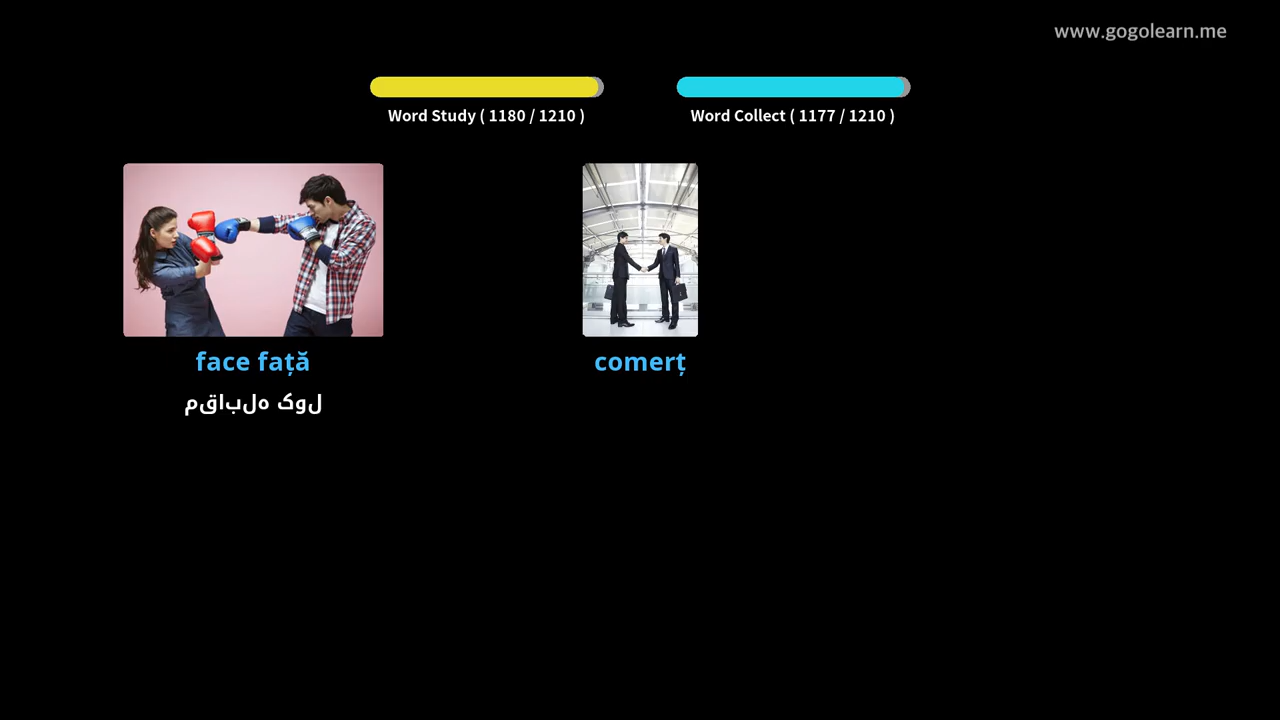 www.gogolearn.me
Word Study ( 1180 / 1210 )
Word Collect ( 1177 / 1210 )
face față
comerț
مقابله کول